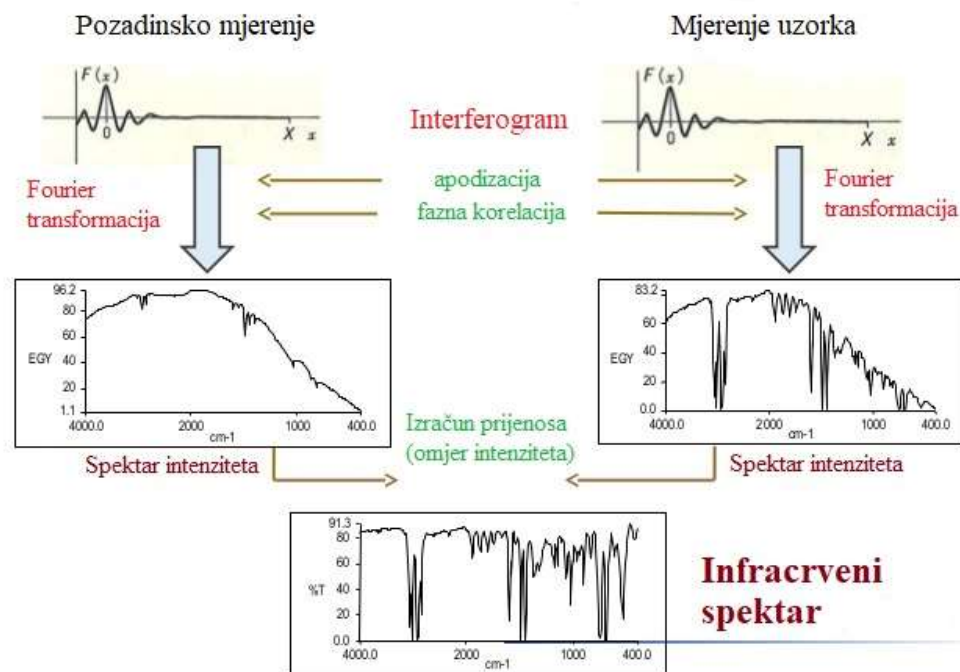 Pozadinsko mjerenje
Mjerenje uzorka
F(x)
0
X x
Interferogram
F(x)
0
X x
Fourier
transformacija
apodizacija
fazna korelacija
Fourier
transformacija
96.2
80
60
40
20
1.1
EGY
4000.0
2000
1000
400.0
cm-1
83.2
60
40
20
0.0
EGY
4000.0
2000
1000
400.0
cm-1
Spektar intenziteta
Izračun prijenosa
(omjer intenziteta)
Spektar intenziteta
91.3
80
60
40
20
0.0
%T
4000.0
2000
1000
400.0
cm-1
Infracrveni
spektar